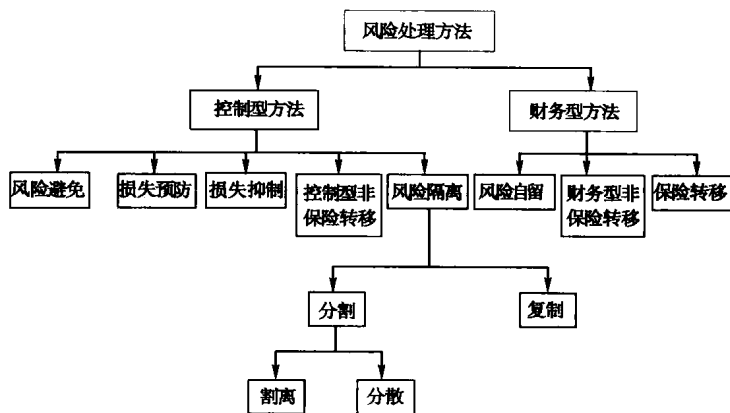 风险处理方法
控制型方法
财务型方法
风险避免
损失预防
损失抑制
控制型非
保险转移
风险隔离
风险自留
财务型非
保险转移
保险转移
分割
复制
割离
分散